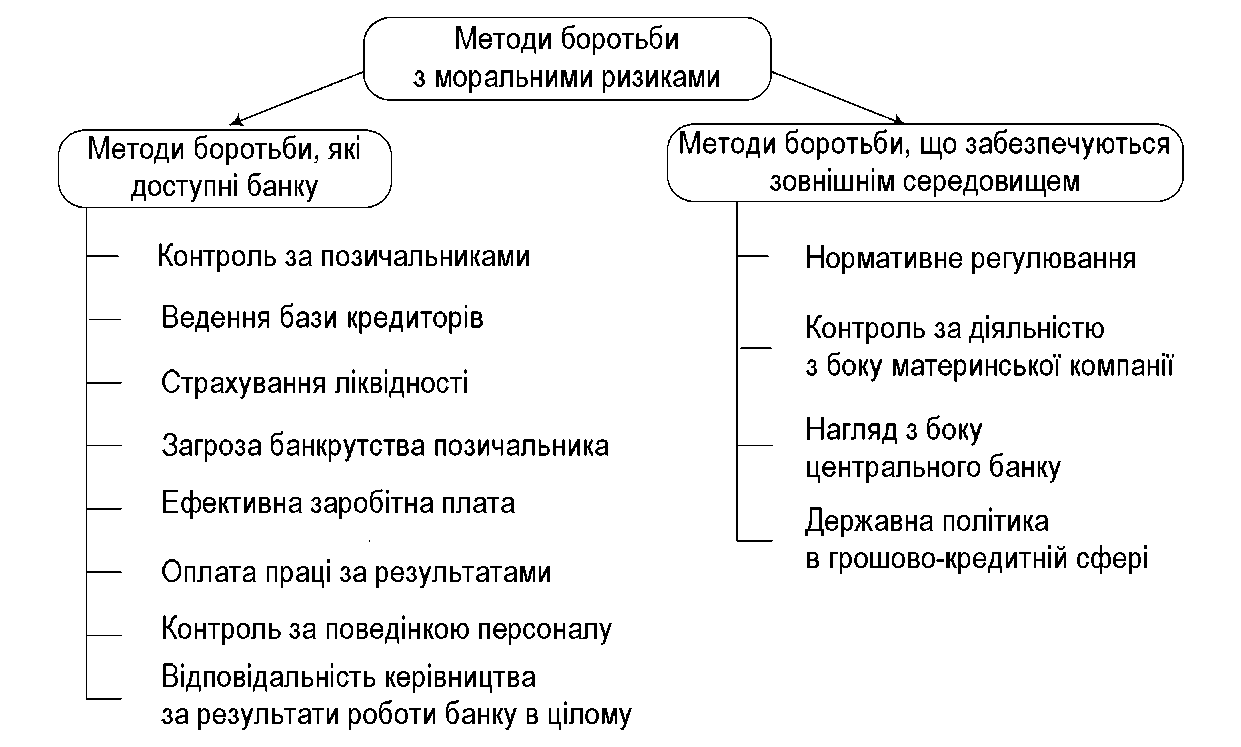 Методи боротьби
з моральними ризиками
Методи боротьби, які
доступні банку
Контроль за позичальниками
Ведення бази кредиторів
Страхування ліквідності
Загроза банкрутства позичальника
Ефективна заробітна плата
Оплата праці за результатами
Контроль за поведінкою персоналу
Відповідальність керівництва
за результати роботи банку в цілому
Методи боротьби, що забезпечуються
зовнішнім середовищем
Нормативне регулювання
Контроль за діяльністю
з боку материнської компанії
Нагляд з боку
центрального банку
Державна політика
в грошово-кредитній сфері